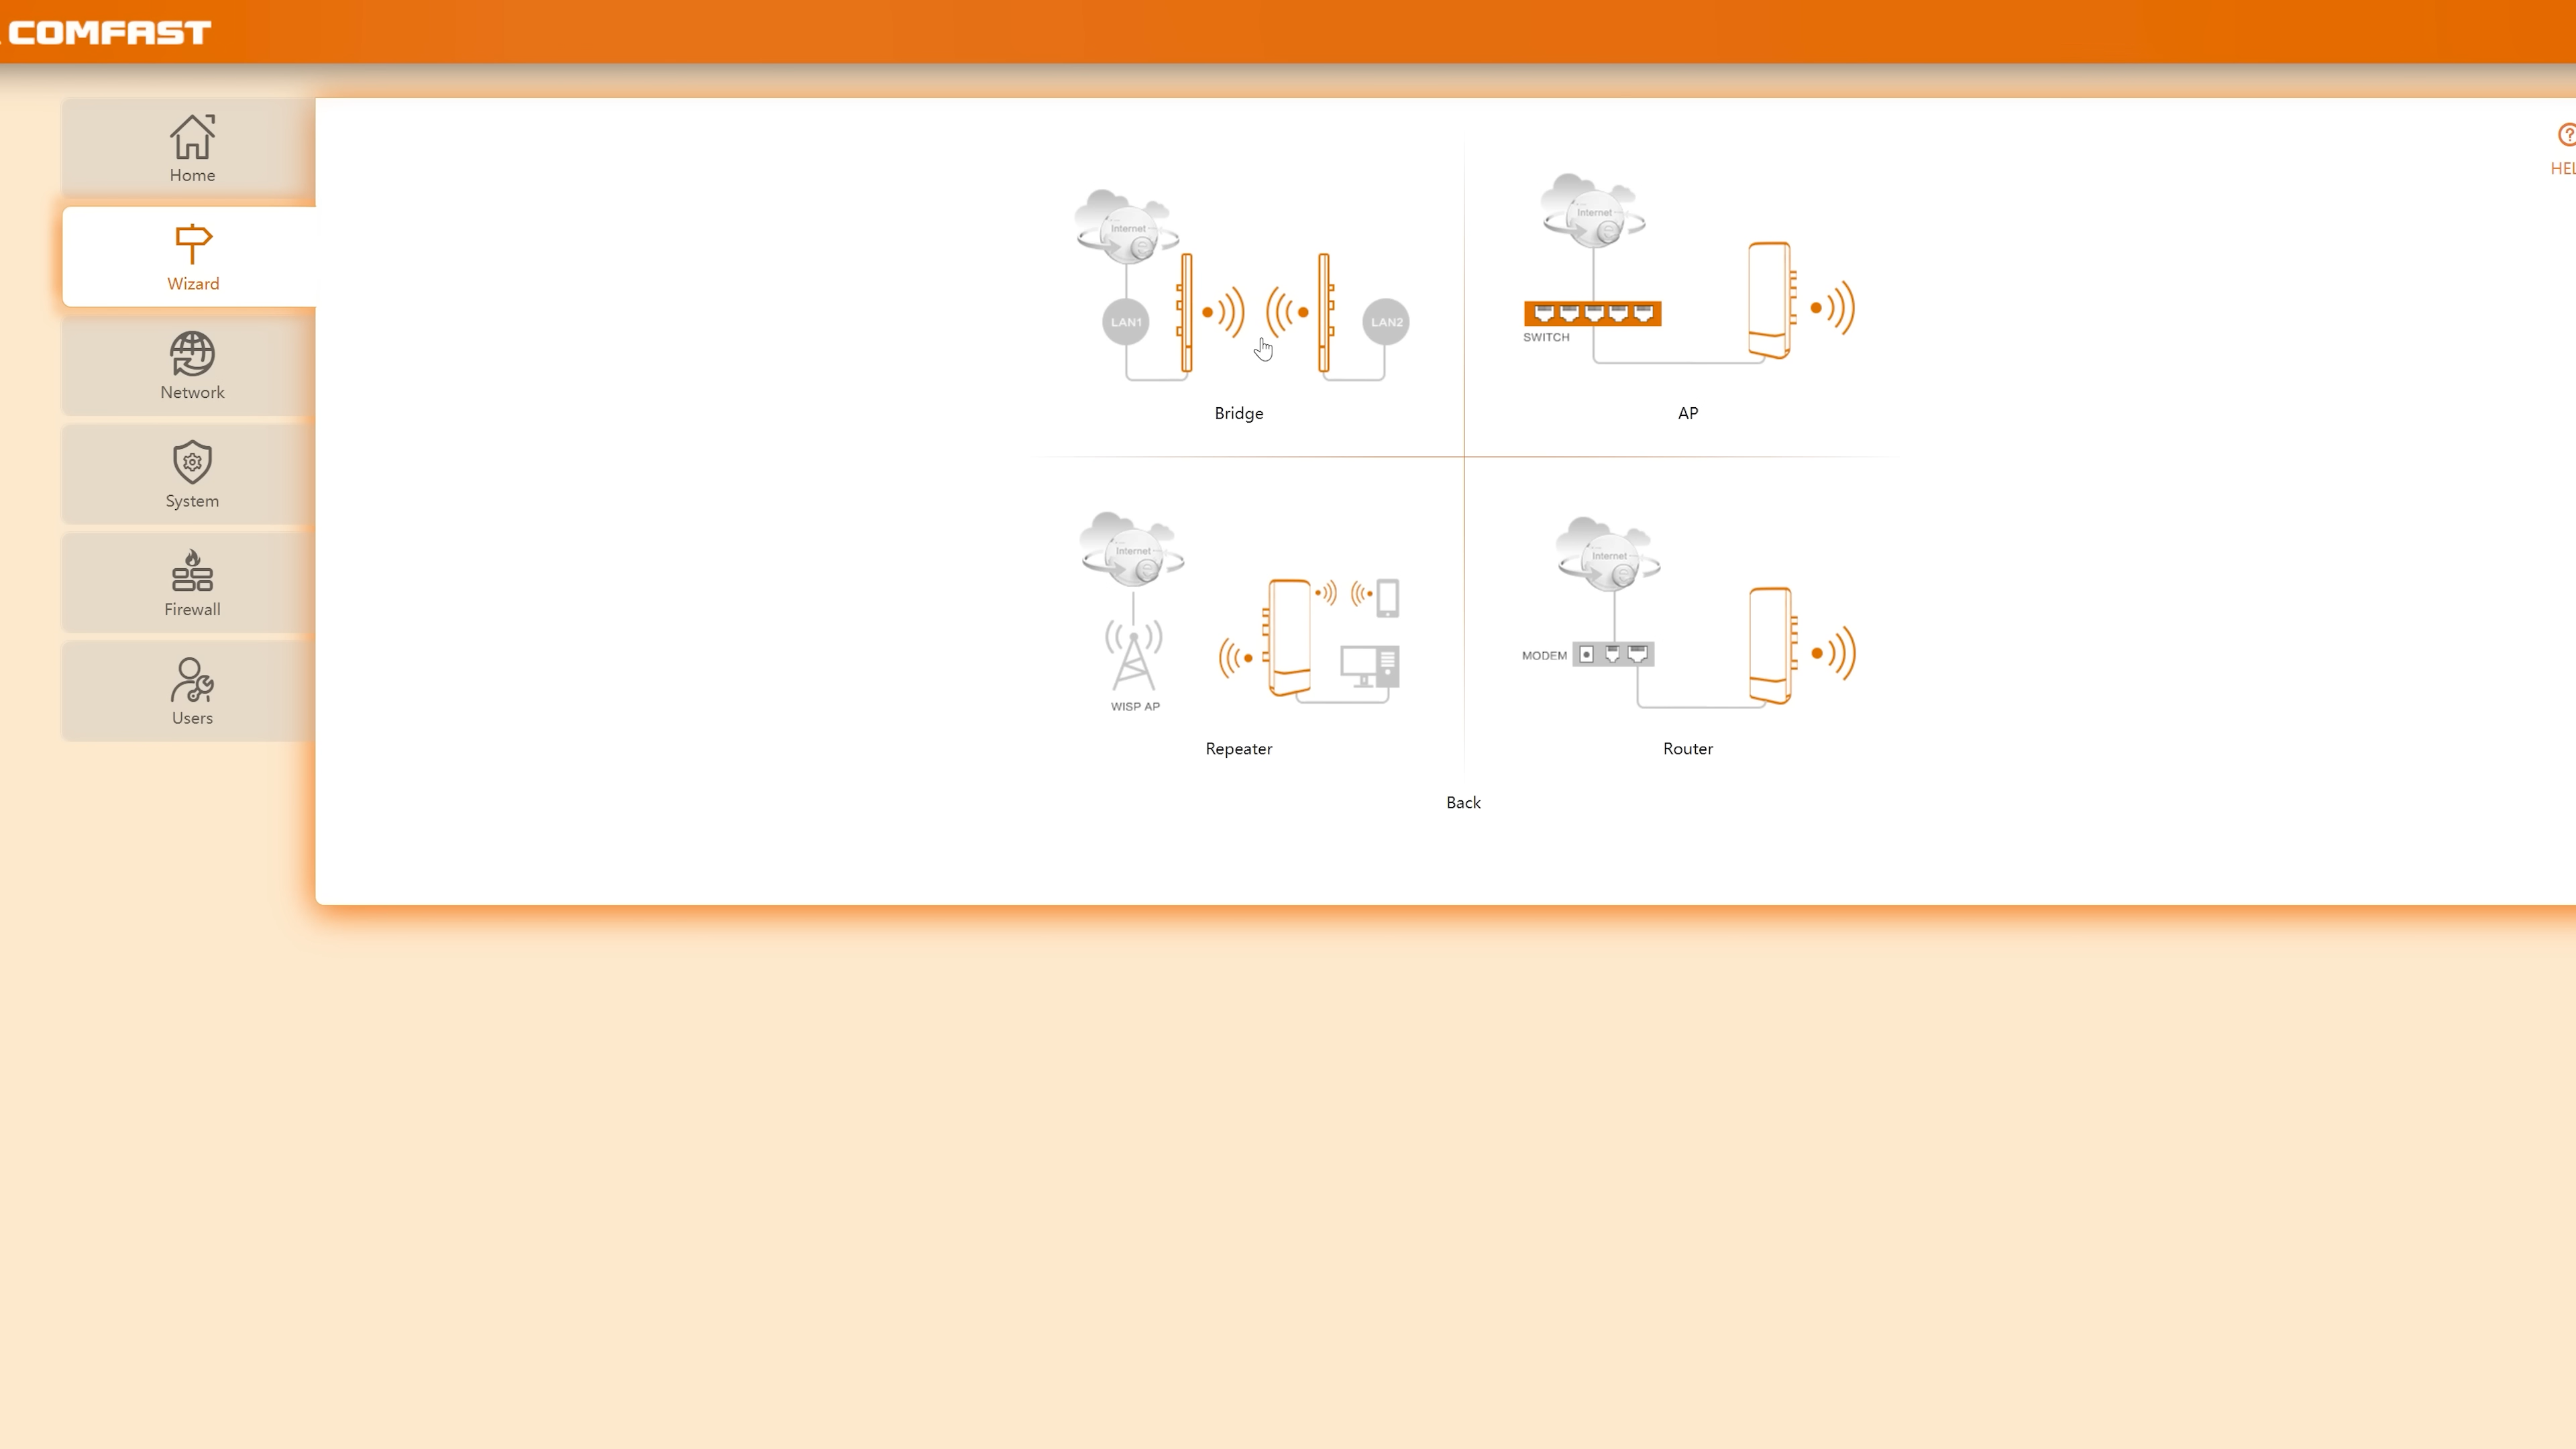 COMFAST
Home
Wizard
Network
System
Firewall
Users
Internet
LAN1
LAN2
Bridge
Internet
SWITCH
AP
Internet
WISP AP
Repeater
Internet
MODEM
Router
Back
HEL